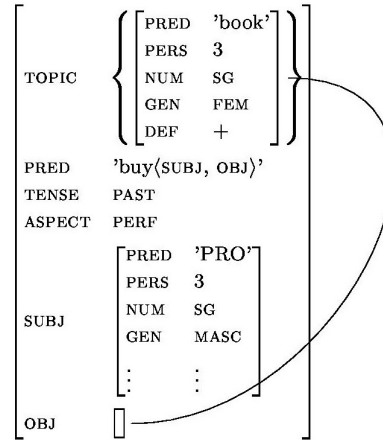 PRED 'book'
PERS 3
TOPIC NUM SG
GEN FEM
DEF +
PRED 'buy⟨SUBJ, OBJ⟩'
TENSE PAST
ASPECT PERF
PRED 'PRO'
PERS 3
SUBJ NUM SG
GEN MASC
⋮ ⋮
OBJ